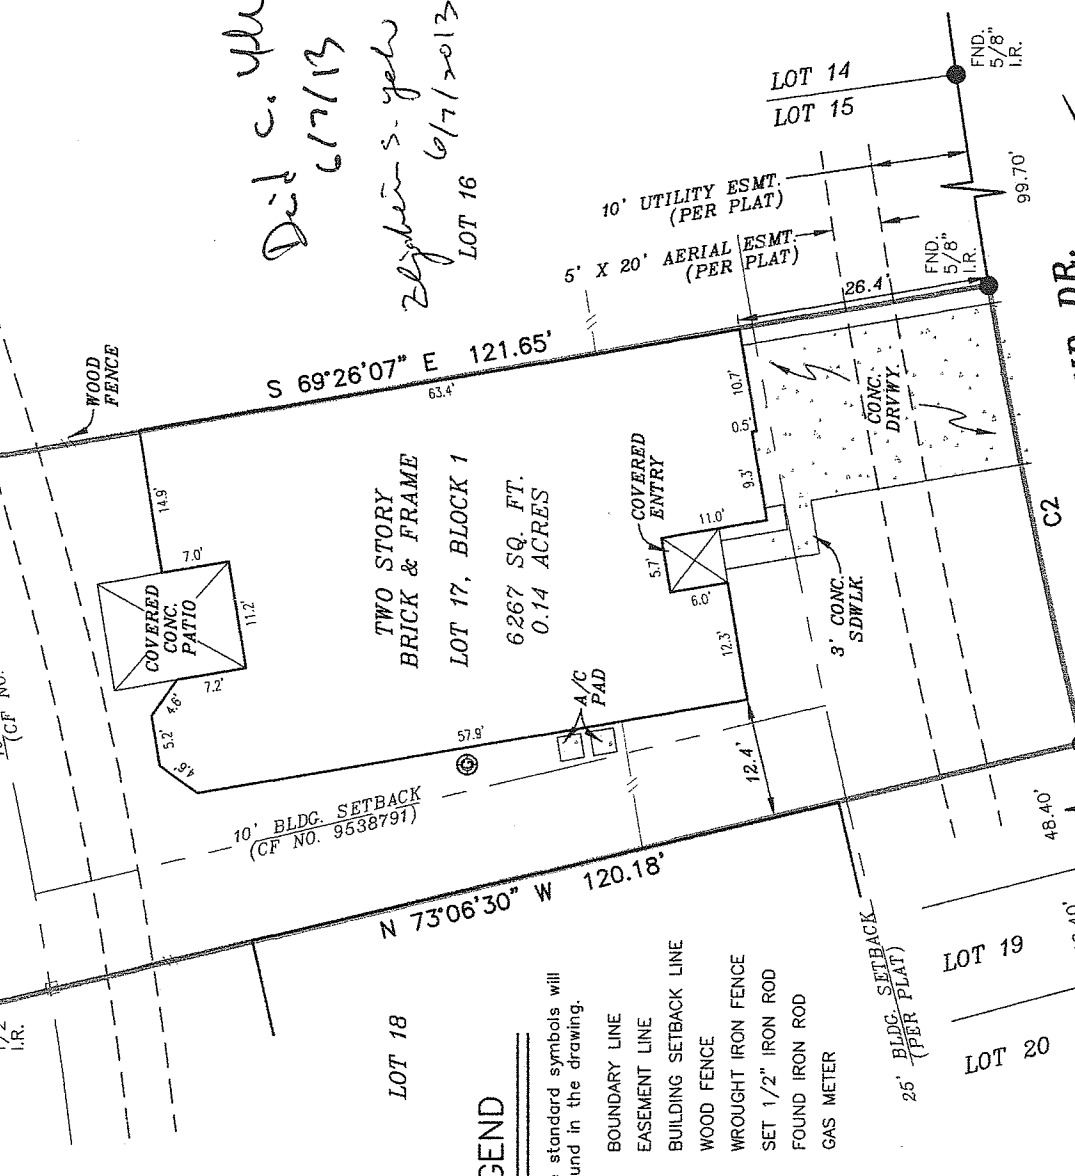 6/7/13
6/7/2013
LOT 16
LOT 14
LOT 15
FND.
5/8"
I.R.
10' UTILITY ESMT.
(PER PLAT)
5' X 20' AERIAL ESMT.
(PER PLAT)
FND.
5/8"
I.R.
99.70'
DR.
26.4'
WOOD
FENCE
S 69°26'07" E 121.65'
63.4'
14.9'
7.0'
COVERED
CONC.
PATIO
11.2'
7.2'
4.6'
5.2'
4.6'
TWO STORY
BRICK & FRAME
LOT 17, BLOCK 1
6267 SQ. FT.
0.14 ACRES
10.7'
0.5'
9.3'
CONC.
DRVWY.
COVERED
ENTRY
11.0'
5.7'
6.0'
12.3'
3' CONC.
SDWLK
C2
A/C
PAD
57.9'
12.4'
10' BLDG. SETBACK
(CF NO. 9538791)
(CF NO.
N 73°06'30" W 120.18'
48.40'
25' BLDG. SETBACK
(PER PLAT)
LOT 19
LOT 20
LOT 18
I.R.
GEND
standard symbols will
und in the drawing.
BOUNDARY LINE
EASEMENT LINE
BUILDING SETBACK LINE
WOOD FENCE
WROUGHT IRON FENCE
SET 1/2" IRON ROD
FOUND IRON ROD
GAS METER